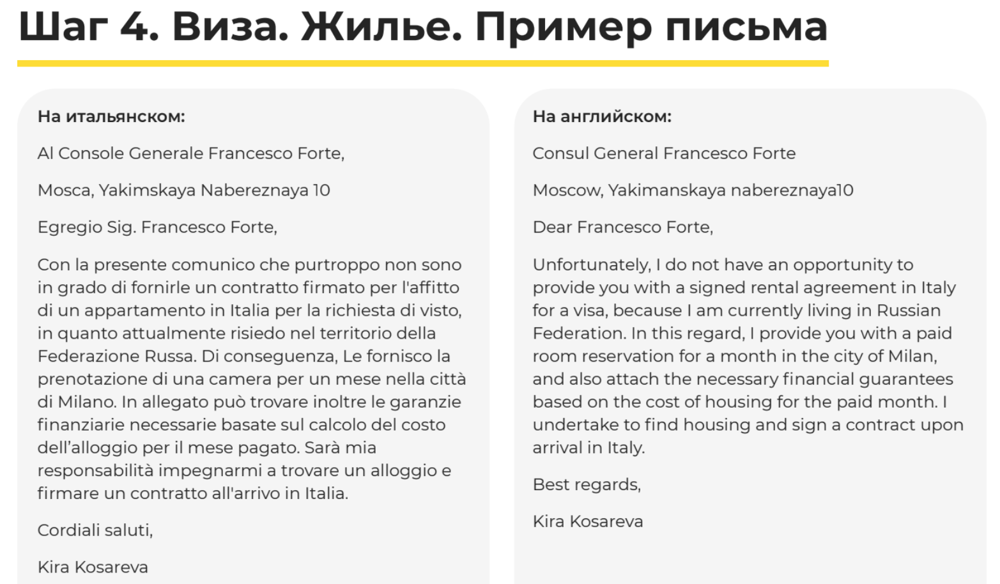 Шаг 4. Виза. Жилье. Пример письма
На итальянском:
Al Console Generale Francesco Forte,
Mosca, Yakimskaya Nabereznaya 10
Egregio Sig. Francesco Forte,
Con la presente comunico che purtroppo non sono
in grado di fornirle un contratto firmato per l'affitto
di un appartamento in Italia per la richiesta di visto,
in quanto attualmente risiedo nel territorio della
Federazione Russa. Di conseguenza, Le fornisco la
prenotazione di una camera per un mese nella città
di Milano. In allegato può trovare inoltre le garanzie
finanziarie necessarie basate sul calcolo del costo
dell’alloggio per il mese pagato. Sarà mia
responsabilità impegnarmi a trovare un alloggio e
firmare un contratto all'arrivo in Italia.
Cordiali saluti,
Kira Kosareva
На английском:
Consul General Francesco Forte
Moscow, Yakimanskaya nabereznaya10
Dear Francesco Forte,
Unfortunately, I do not have an opportunity to
provide you with a signed rental agreement in Italy
for a visa, because I am currently living in Russian
Federation. In this regard, I provide you with a paid
room reservation for a month in the city of Milan,
and also attach the necessary financial guarantees
based on the cost of housing for the paid month. I
undertake to find housing and sign a contract upon
arrival in Italy.
Best regards,
Kira Kosareva